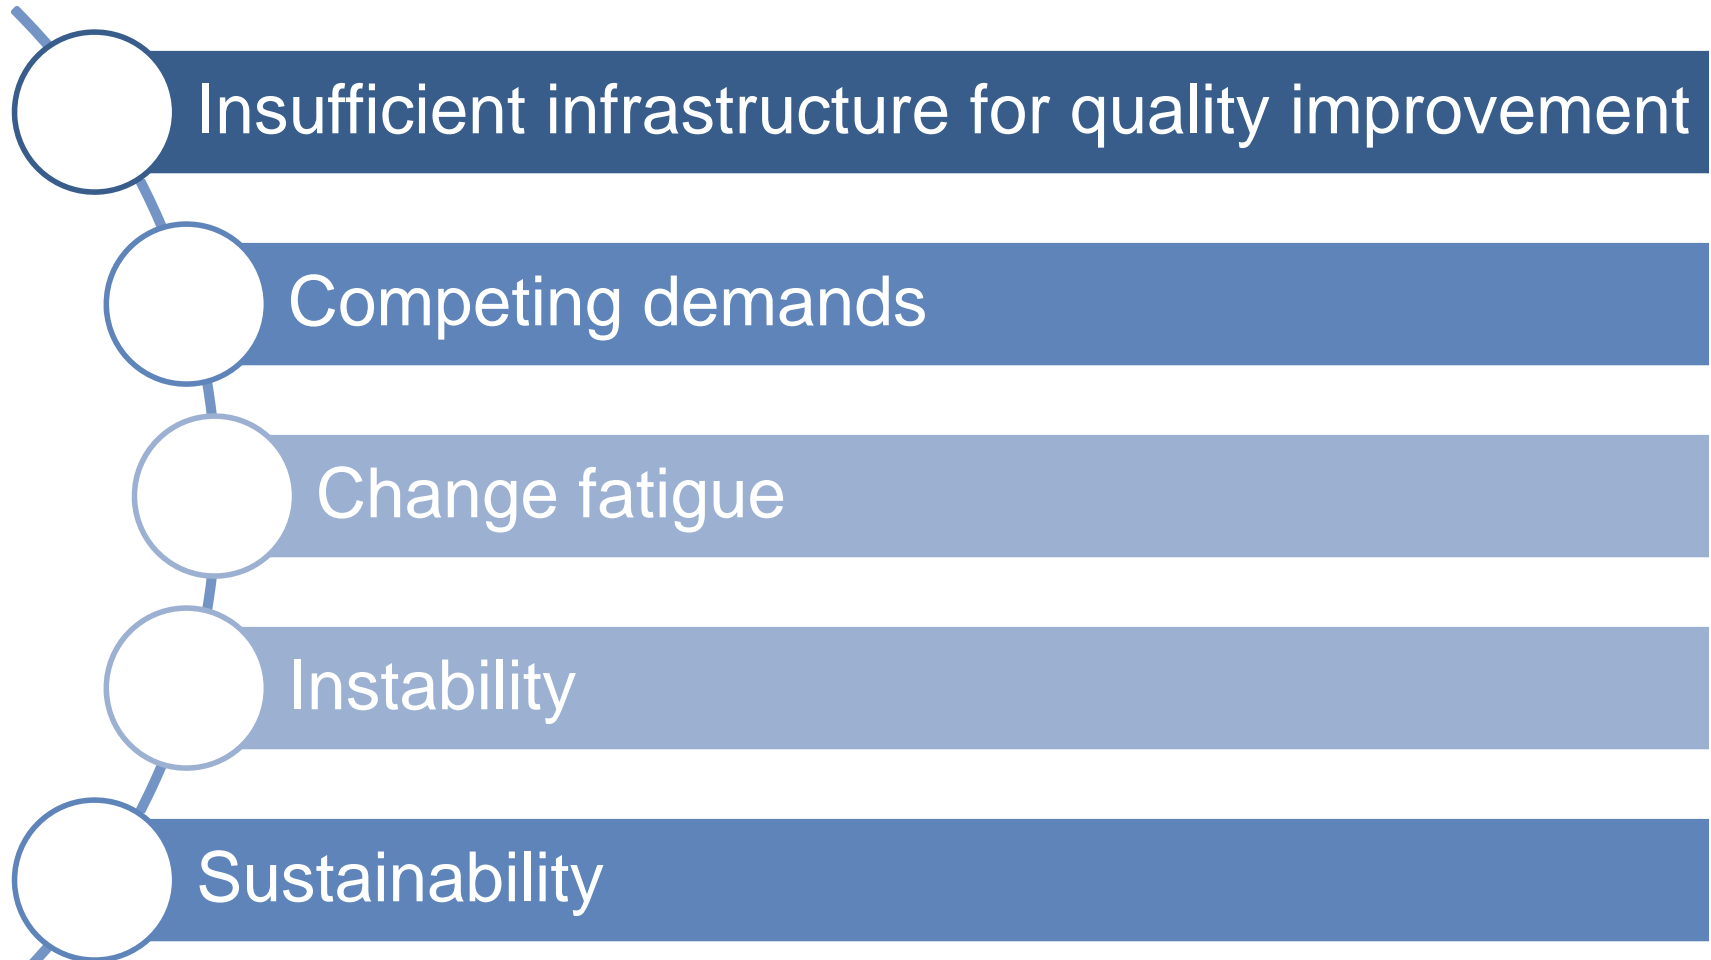 Insufficient infrastructure for quality improvement
Competing demands
Change fatigue
Instability
Sustainability